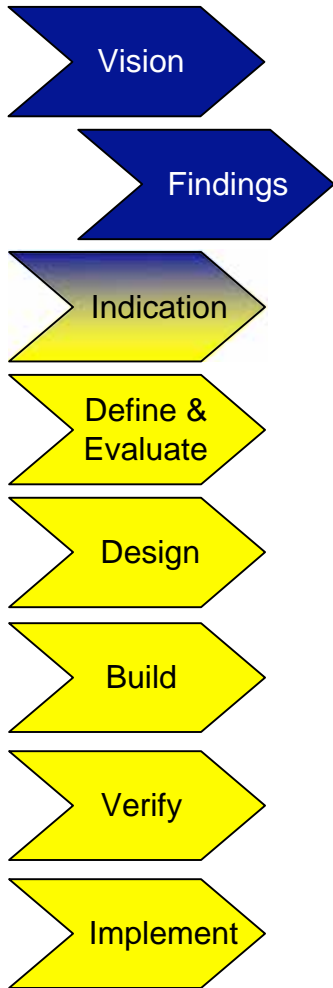 Vision
Findings
Indication
Define &
Evaluate
Design
Build
Verify
Implement